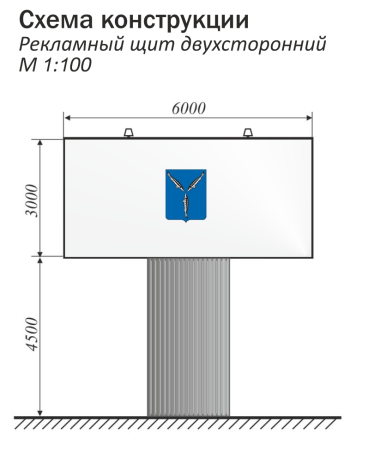 Схема конструкции
Рекламный щит двухсторонний
М 1:100
6000
3000
4500